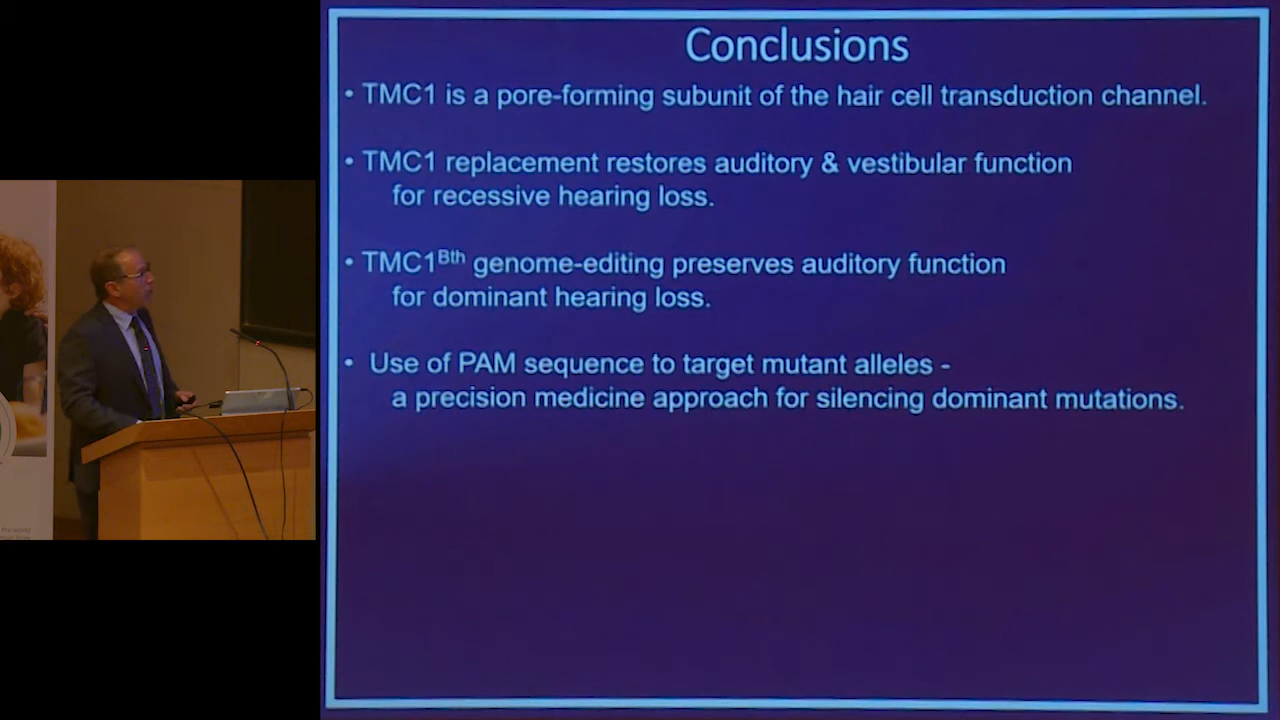 Conclusions
• TMC1 is a pore-forming subunit of the hair cell transduction channel.
• TMC1 replacement restores auditory & vestibular function
for recessive hearing loss.
• TMC1ᴮᵗʰ genome-editing preserves auditory function
for dominant hearing loss.
• Use of PAM sequence to target mutant alleles -
a precision medicine approach for silencing dominant mutations.
the world